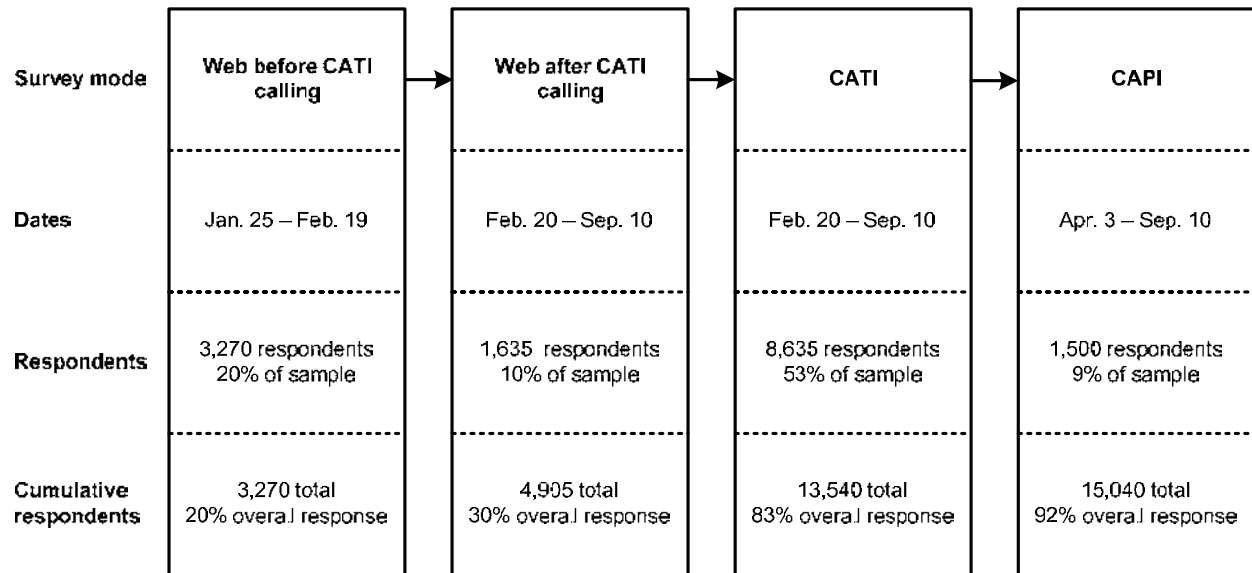 Survey mode
Web before CATI
calling
Web after CATI
calling
CATI
CAPI
Dates
Jan. 25 – Feb. 19
Feb. 20 – Sep. 10
Feb. 20 – Sep. 10
Apr. 3 – Sep. 10
Respondents
3,270 respondents
20% of sample
1,635 respondents
10% of sample
8,635 respondents
53% of sample
1,500 respondents
9% of sample
Cumulative
respondents
3,270 total
20% overall response
4,905 total
30% overall response
13,540 total
83% overall response
15,040 total
92% overall response